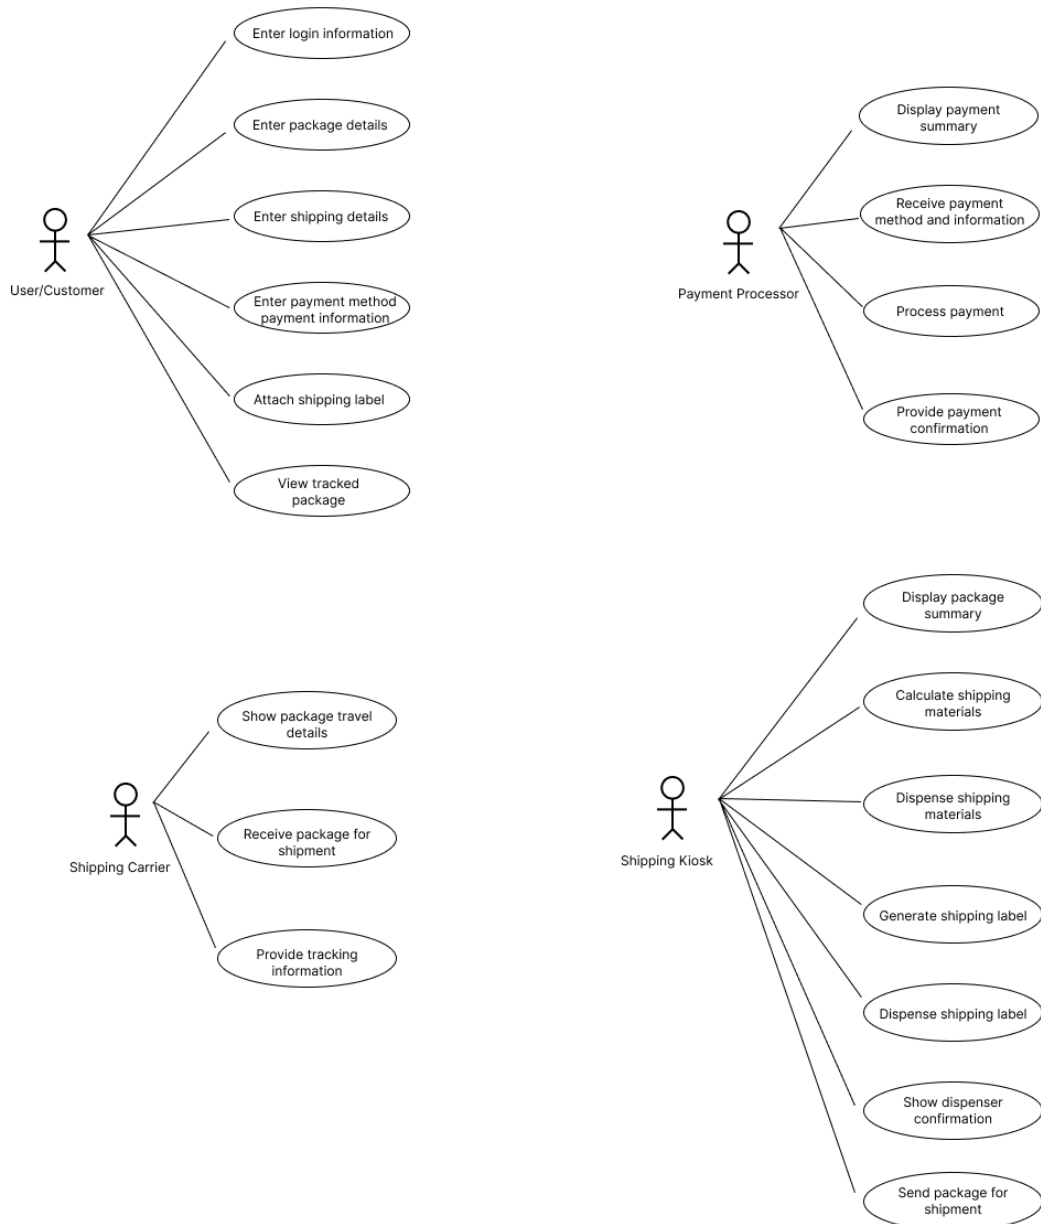 Enter login information
Enter package details
Enter shipping details
User/Customer
Enter payment method
payment information
Attach shipping label
View tracked
package
Display payment
summary
Receive payment
method and information
Payment Processor
Process payment
Provide payment
confirmation
Show package travel
details
Receive package for
shipment
Shipping Carrier
Provide tracking
information
Display package
summary
Calculate shipping
materials
Dispense shipping
materials
Shipping Kiosk
Generate shipping label
Dispense shipping label
Show dispenser
confirmation
Send package for
shipment